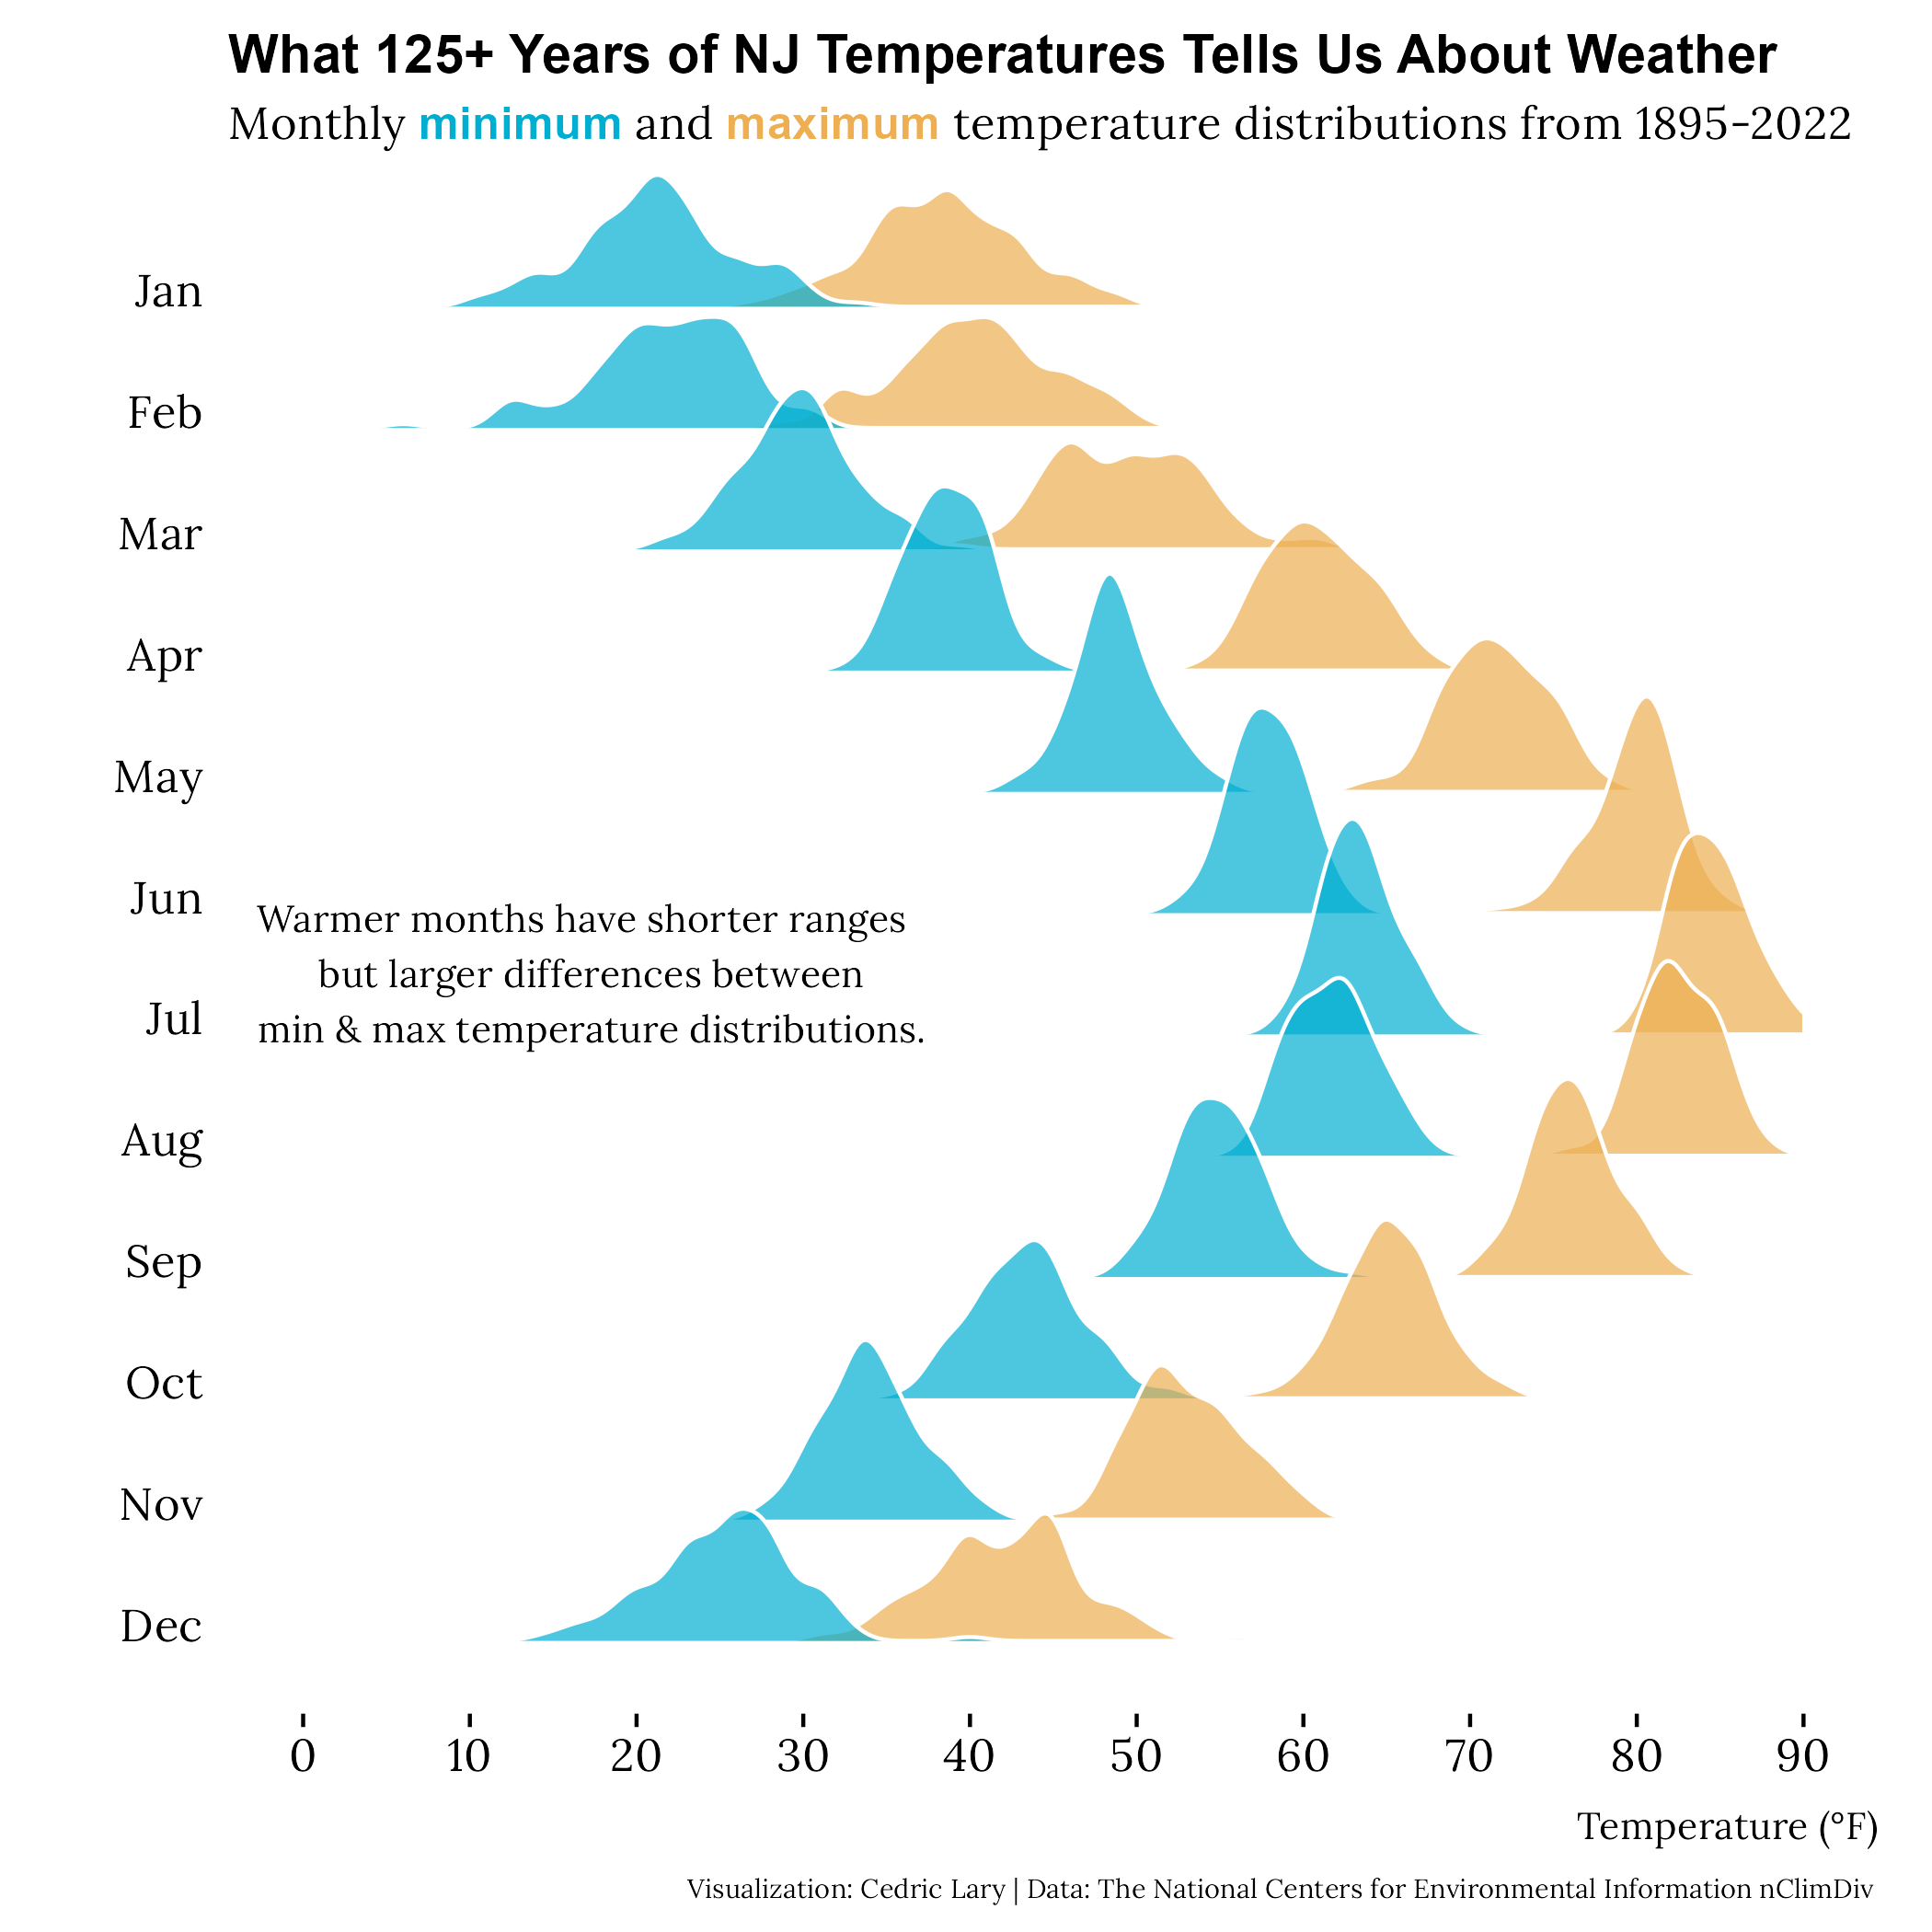 What 125+ Years of NJ Temperatures Tells Us About Weather
Monthly minimum and maximum temperature distributions from 1895-2022
Jan
Feb
Mar
Apr
May
Jun
Warmer months have shorter ranges
but larger differences between
min & max temperature distributions.
Jul
Aug
Sep
Oct
Nov
Dec
0 10 20 30 40 50 60 70 80 90
Temperature (°F)
Visualization: Cedric Lary | Data: The National Centers for Environmental Information nClimDiv